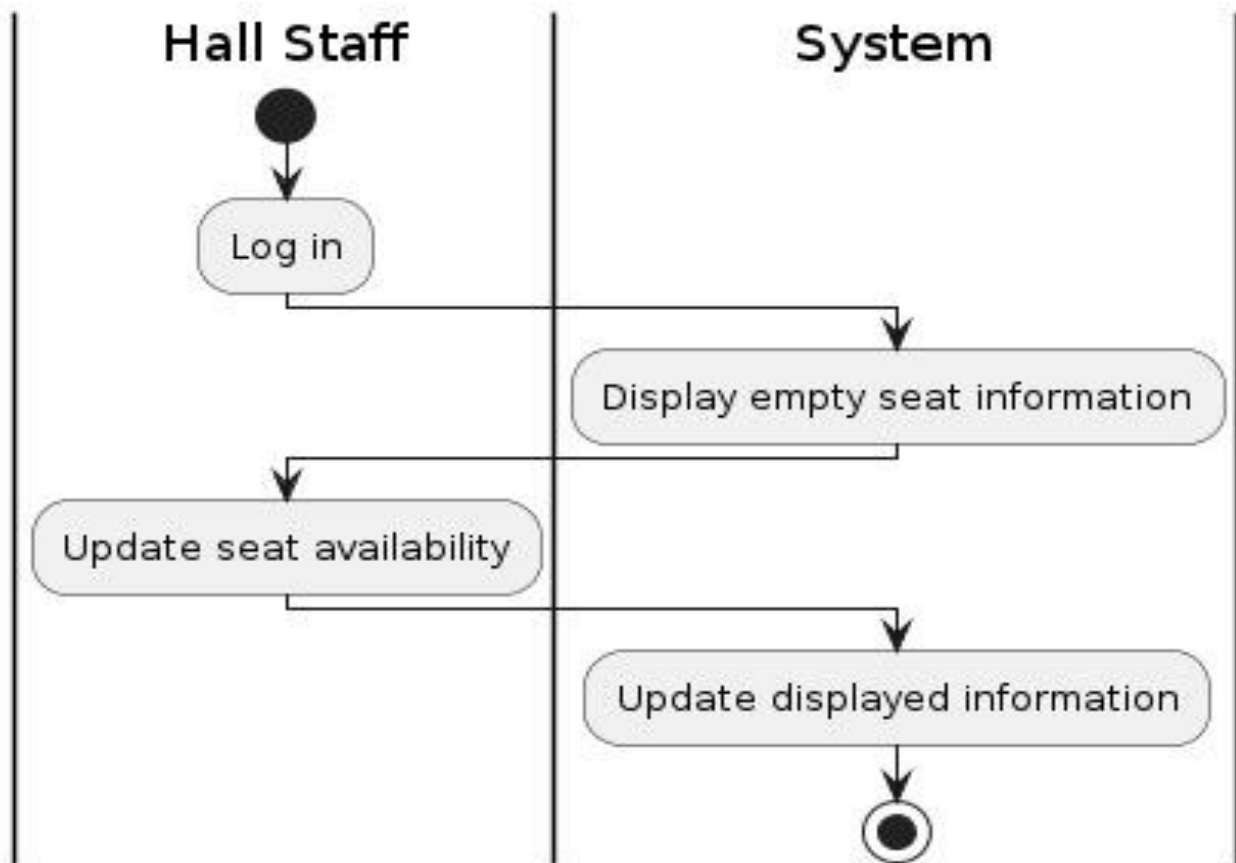 Hall Staff
System
Log in
Display empty seat information
Update seat availability
Update displayed information